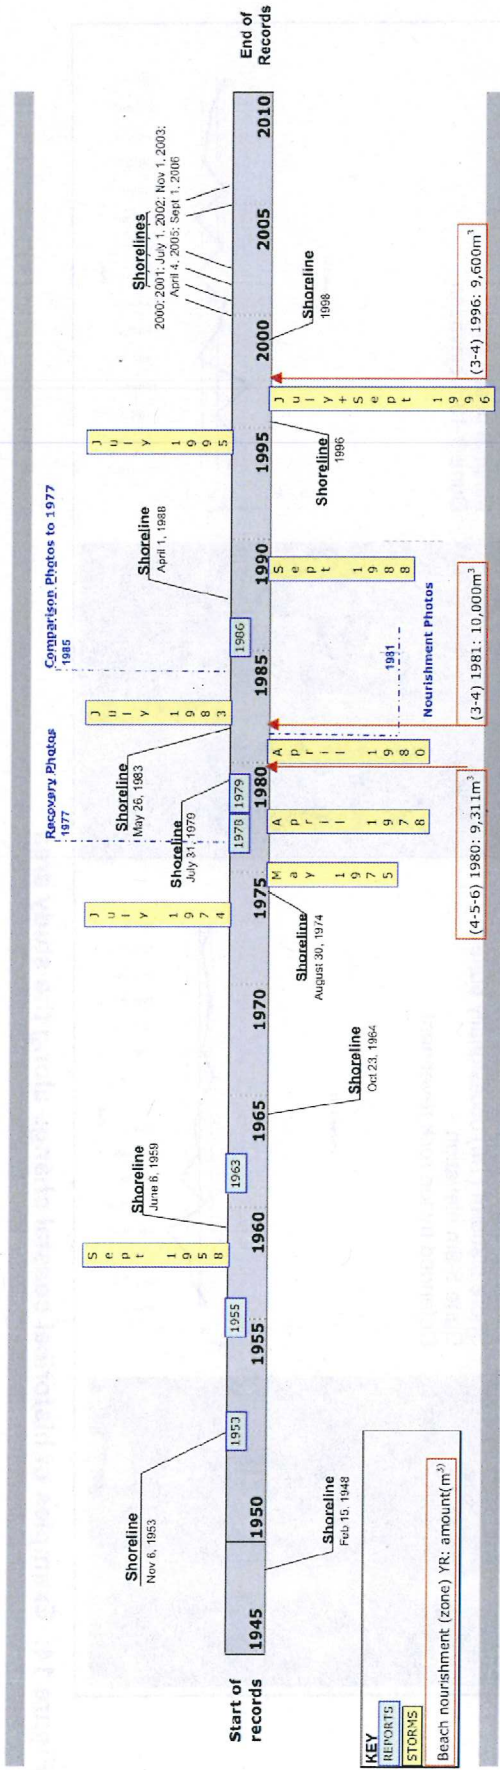 Recovery Photos
1977
Comparison Photos to 1977
1985
Shoreline
Nov 6, 1953
Sept 1958
Shoreline
June 6, 1959
July 1974
Shoreline
July 31, 1979
Shoreline
May 26, 1983
July 1983
Shoreline
April 1, 1988
July 1995
Shorelines
2000; 2001; July 1, 2002; Nov 1, 2003;
April 4, 2005; Sept 1, 2006
Start of
records
1953
1955
1963
1978
1979
1986
End of
Records
1945 1950 1955 1960 1965 1970 1975 1980 1985 1990 1995 2000 2005 2010
Shoreline
Feb 15, 1948
Shoreline
Oct 23, 1964
Shoreline
August 30, 1974
May 1975
April 1978
April 1980
1981
Nourishment Photos
Sept 1988
Shoreline
1996
July+Sept 1996
Shoreline
1998
(4-5-6) 1980: 9,311m³
(3-4) 1981: 10,000m³
(3-4) 1996: 9,600m³
KEY
REPORTS
STORMS
Beach nourishment (zone) YR: amount(m³)